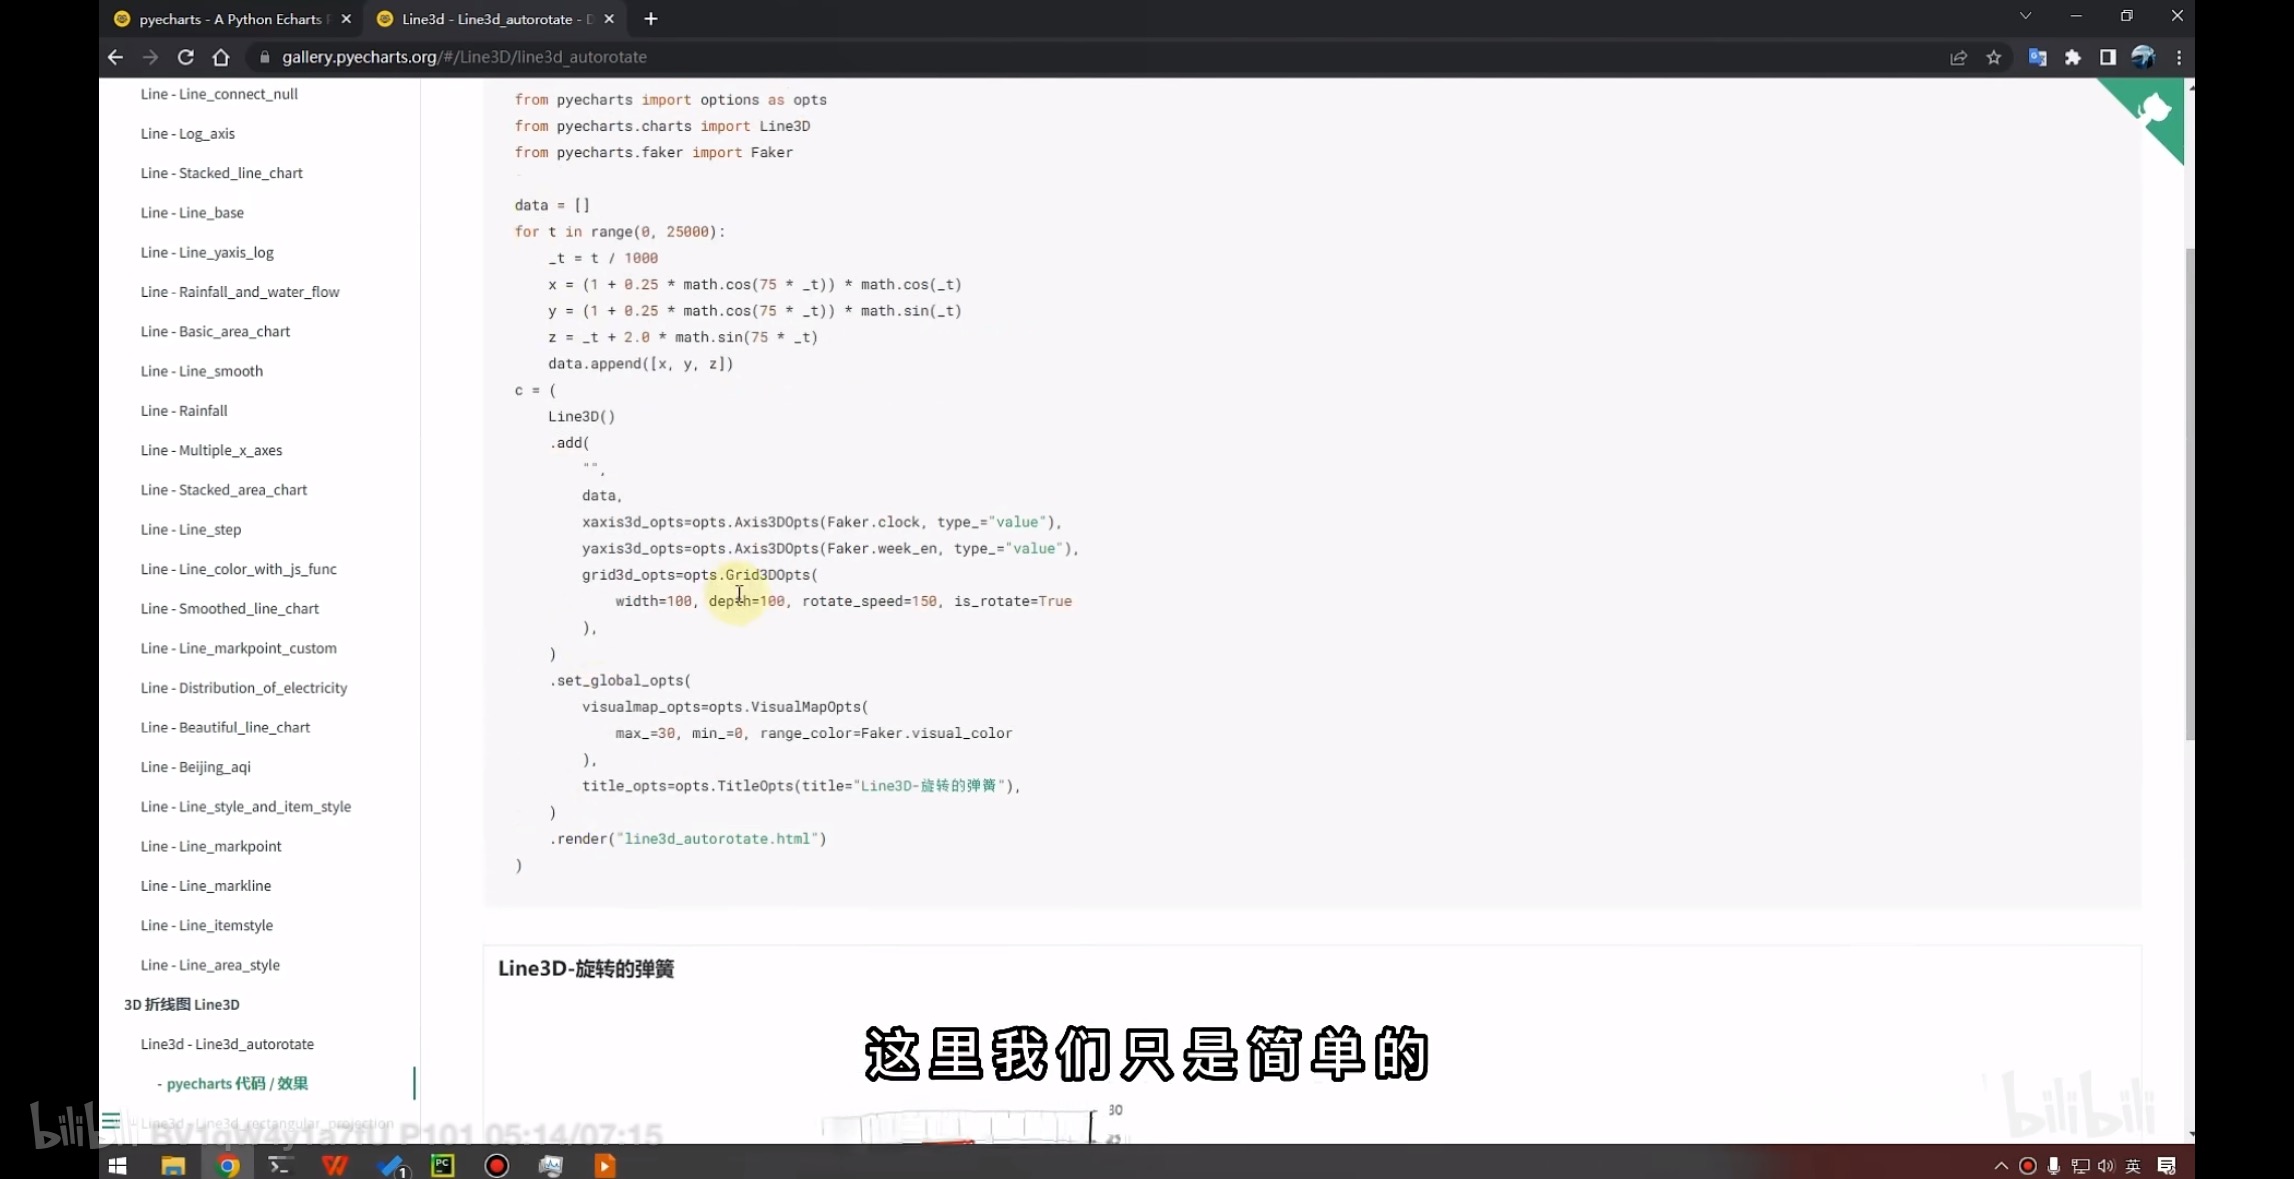 pyecharts - A Python Echarts
Line3d - Line3d_autorotate -
gallery.pyecharts.org/#/Line3D/line3d_autorotate
Line - Line_connect_null
Line - Log_axis
Line - Stacked_line_chart
Line - Line_base
Line - Line_yaxis_log
Line - Rainfall_and_water_flow
Line - Basic_area_chart
Line - Line_smooth
Line - Rainfall
Line - Multiple_x_axes
Line - Stacked_area_chart
Line - Line_step
Line - Line_color_with_js_func
Line - Smoothed_line_chart
Line - Line_markpoint_custom
Line - Distribution_of_electricity
Line - Beautiful_line_chart
Line - Beijing_aqi
Line - Line_style_and_item_style
Line - Line_markpoint
Line - Line_markline
Line - Line_itemstyle
Line - Line_area_style
3D 折线图 Line3D
Line3d - Line3d_autorotate
- pyecharts 代码 / 效果
Line3d - Line3d_rectangular_projection
from pyecharts import options as opts
from pyecharts.charts import Line3D
from pyecharts.faker import Faker
data = []
for t in range(0, 25000):
_t = t / 1000
x = (1 + 0.25 * math.cos(75 * _t)) * math.cos(_t)
y = (1 + 0.25 * math.cos(75 * _t)) * math.sin(_t)
z = _t + 2.0 * math.sin(75 * _t)
data.append([x, y, z])
c = (
Line3D()
.add(
"",
data,
xaxis3d_opts=opts.Axis3DOpts(Faker.clock, type_="value"),
yaxis3d_opts=opts.Axis3DOpts(Faker.week_en, type_="value"),
grid3d_opts=opts.Grid3DOpts(
width=100, depth=100, rotate_speed=150, is_rotate=True
),
)
.set_global_opts(
visualmap_opts=opts.VisualMapOpts(
max_=30, min_=0, range_color=Faker.visual_color
),
title_opts=opts.TitleOpts(title="Line3D-旋转的弹簧"),
)
.render("line3d_autorotate.html")
)
Line3D-旋转的弹簧
这里我们只是简单的
30
25
bilibili
BV1qW4y1a7fU P101 05:14/07:15
bilibili
PC
1
英